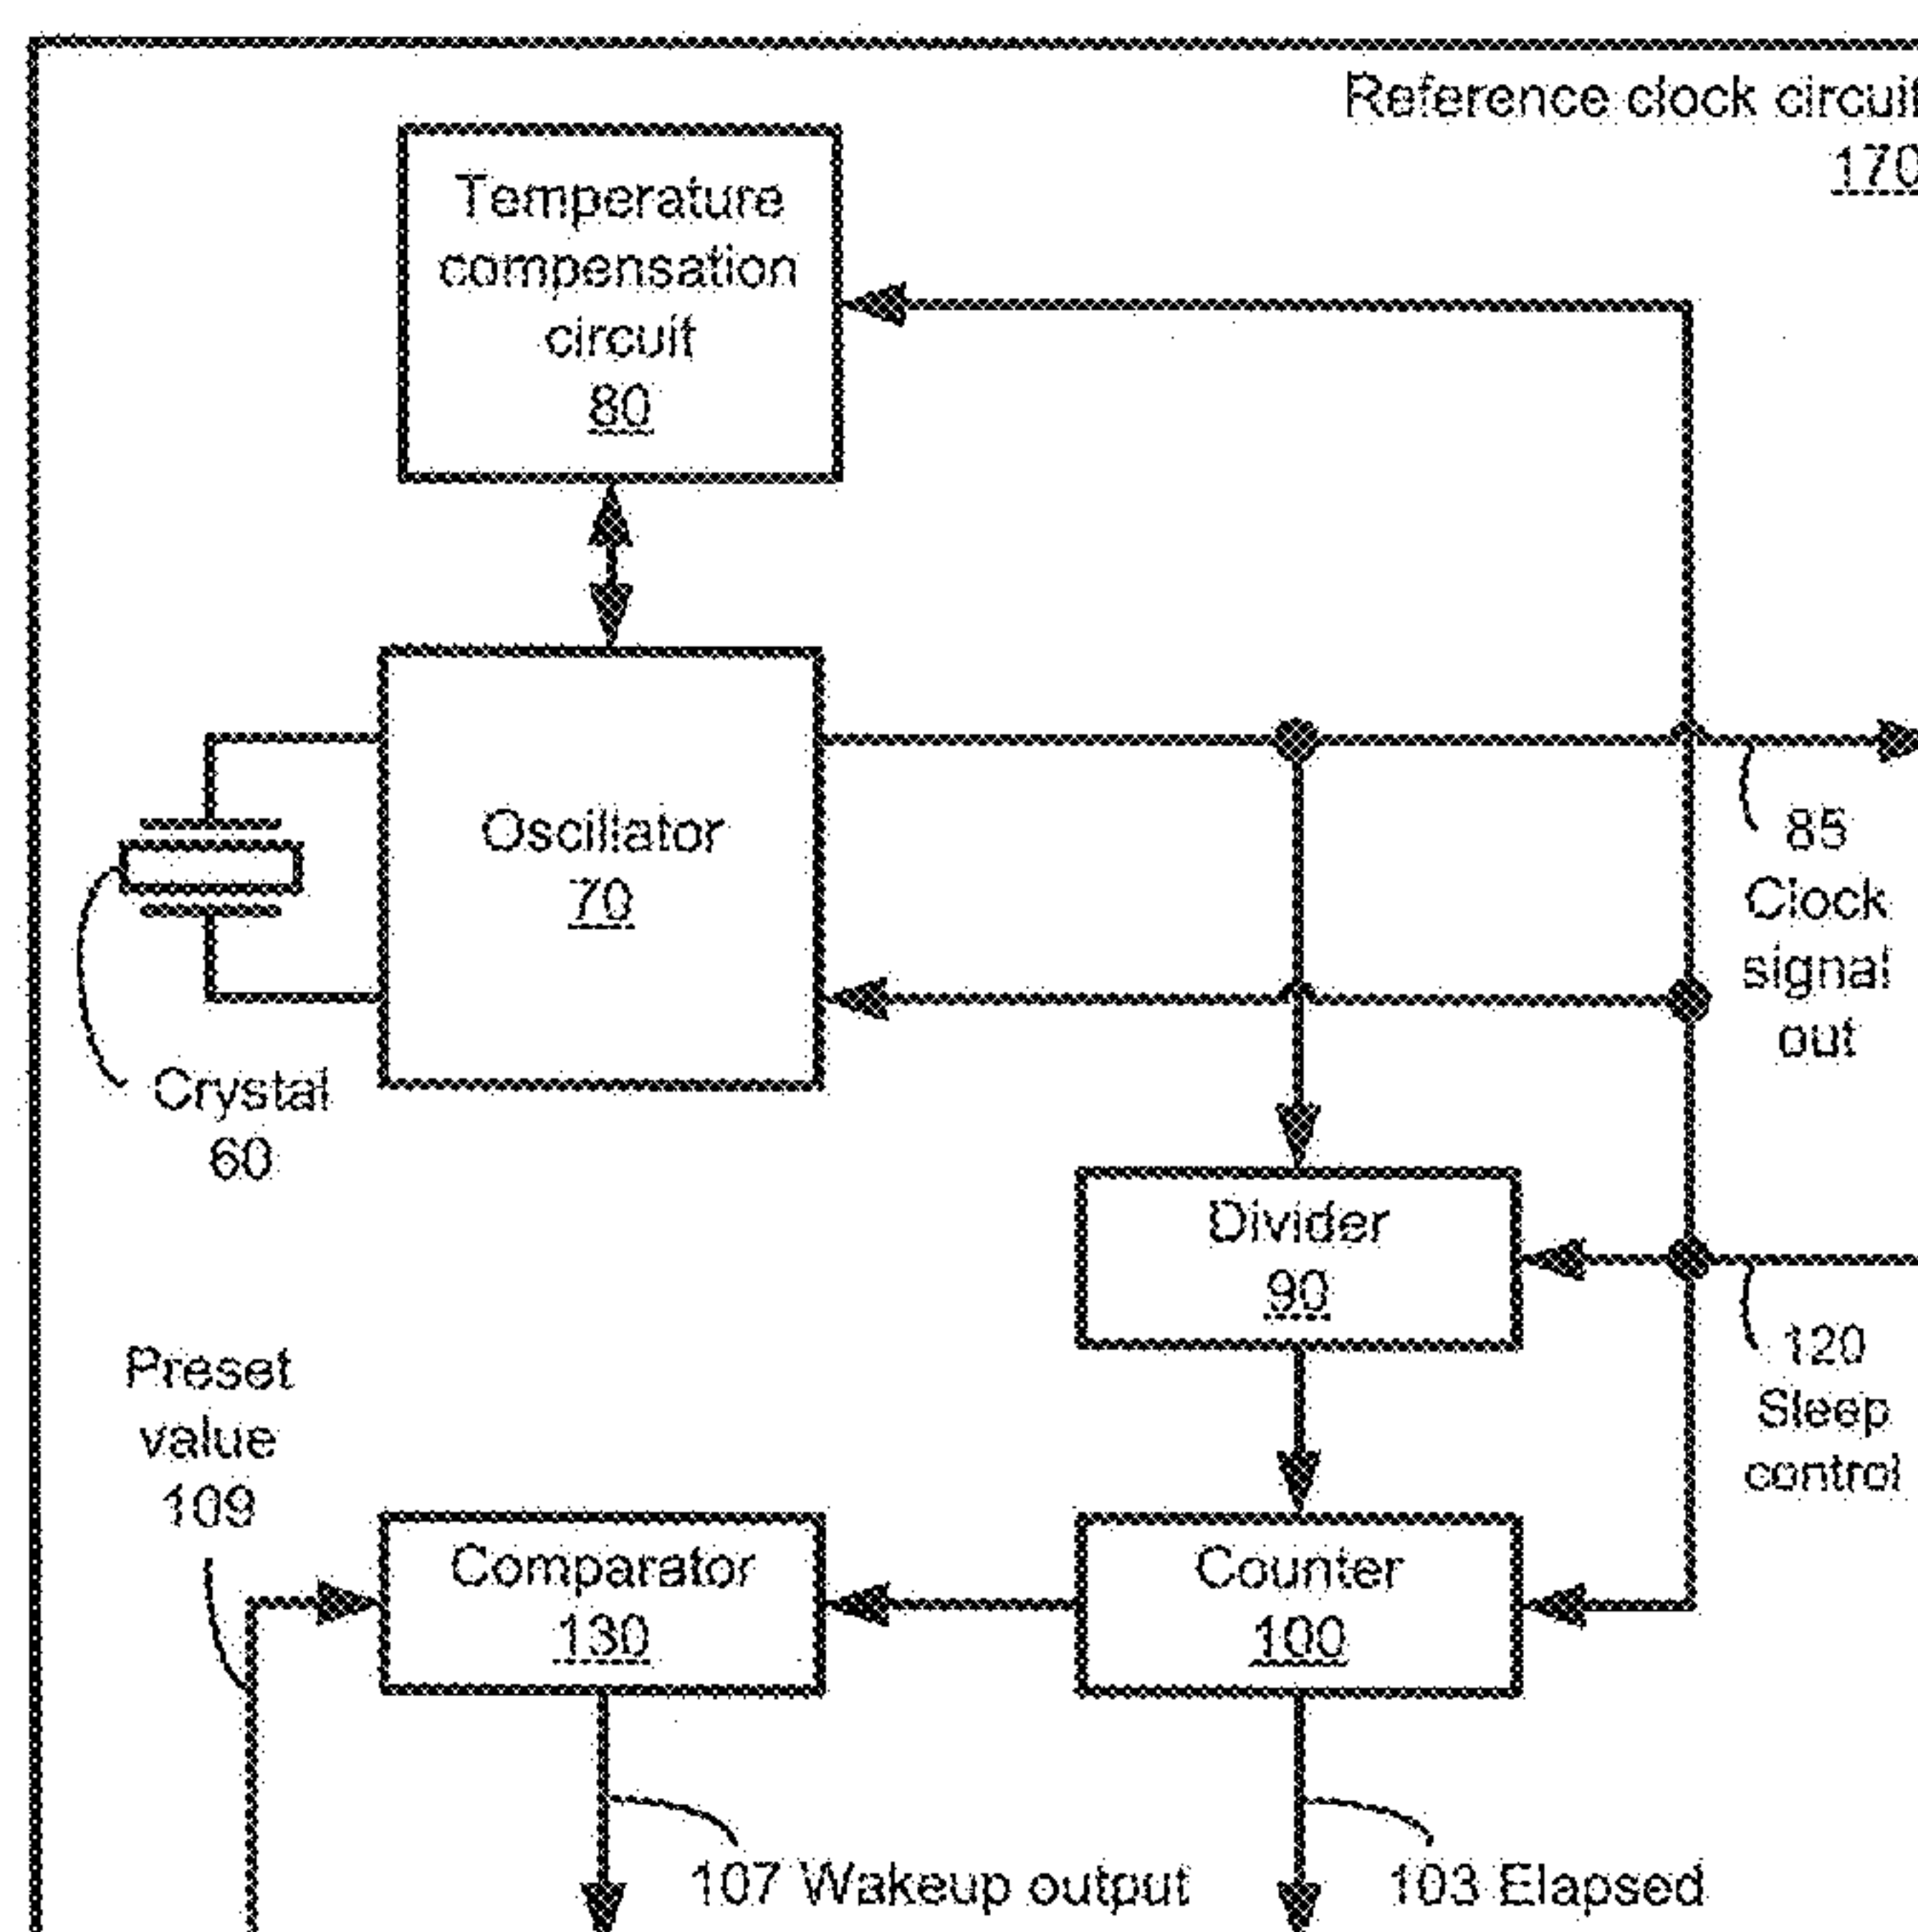 Reference clock circuit
170
Temperature
compensation
circuit
80
Oscillator
70
85
Clock
signal
out
Crystal
60
Divider
90
120
Sleep
control
Preset
value
109
Comparator
130
Counter
100
107 Wakeup output
103 Elapsed